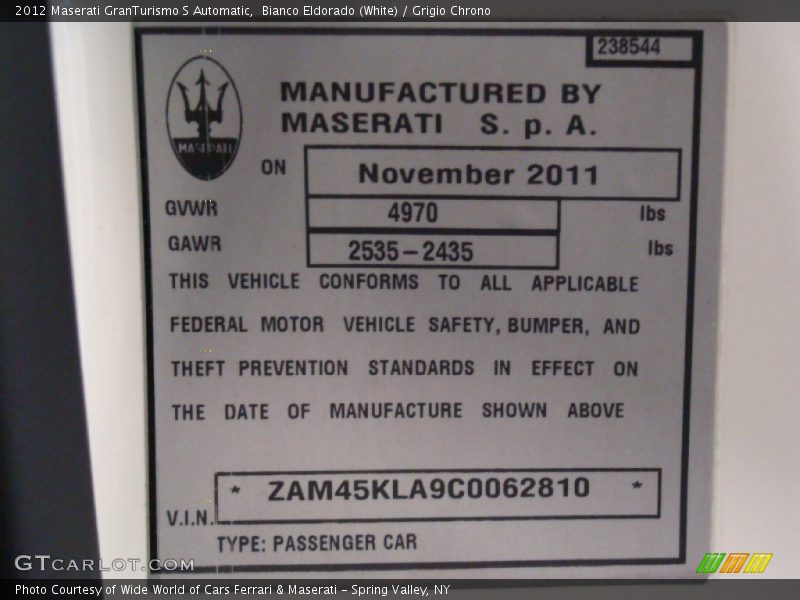 2012 Maserati GranTurismo S Automatic, Bianco Eldorado (White) / Grigio Chrono
238544
MASERATI
MANUFACTURED BY
MASERATI S. p. A.
ON November 2011
GVWR 4970 lbs
GAWR 2535-2435 lbs
THIS VEHICLE CONFORMS TO ALL APPLICABLE
FEDERAL MOTOR VEHICLE SAFETY, BUMPER, AND
THEFT PREVENTION STANDARDS IN EFFECT ON
THE DATE OF MANUFACTURE SHOWN ABOVE
V.I.N. * ZAM45KLA9C0062810 *
TYPE: PASSENGER CAR
GTCARLOT.COM
Photo Courtesy of Wide World of Cars Ferrari & Maserati - Spring Valley, NY